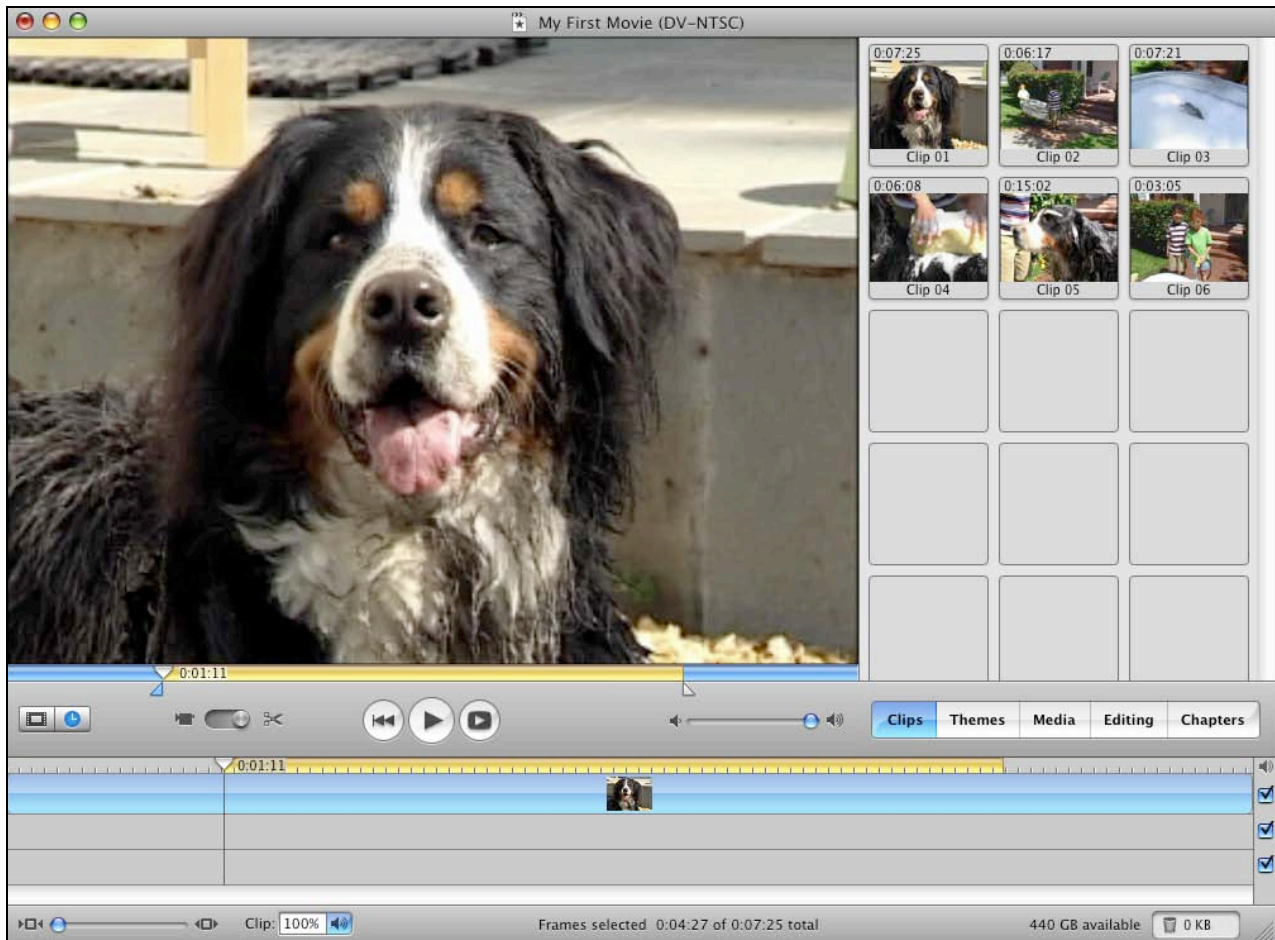 My First Movie (DV-NTSC)
0:07:25
0:06:17
0:07:21
Clip 01
Clip 02
Clip 03
0:06:08
0:15:02
0:03:05
Clip 04
Clip 05
Clip 06
0:01:11
Clips
Themes
Media
Editing
Chapters
0:01:11
Clip: 100%
Frames selected 0:04:27 of 0:07:25 total
440 GB available
0 KB